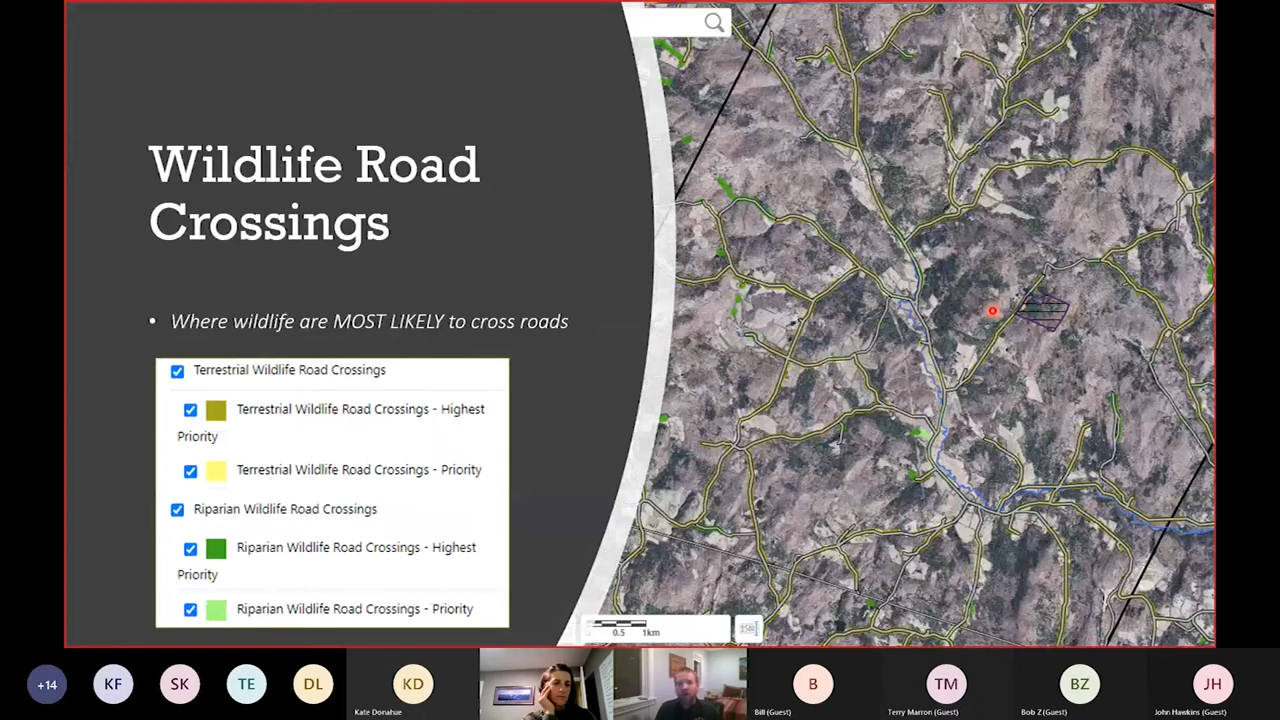 Wildlife Road
Crossings
• Where wildlife are MOST LIKELY to cross roads
Terrestrial Wildlife Road Crossings
Terrestrial Wildlife Road Crossings - Highest
Priority
Terrestrial Wildlife Road Crossings - Priority
Riparian Wildlife Road Crossings
Riparian Wildlife Road Crossings - Highest
Priority
Riparian Wildlife Road Crossings - Priority
0.5 1km
+14 KF SK TE DL KD B TM BZ JH
Kate Donahue Bill (Guest) Terry Marron (Guest) Bob Z (Guest) John Hawkins (Guest)